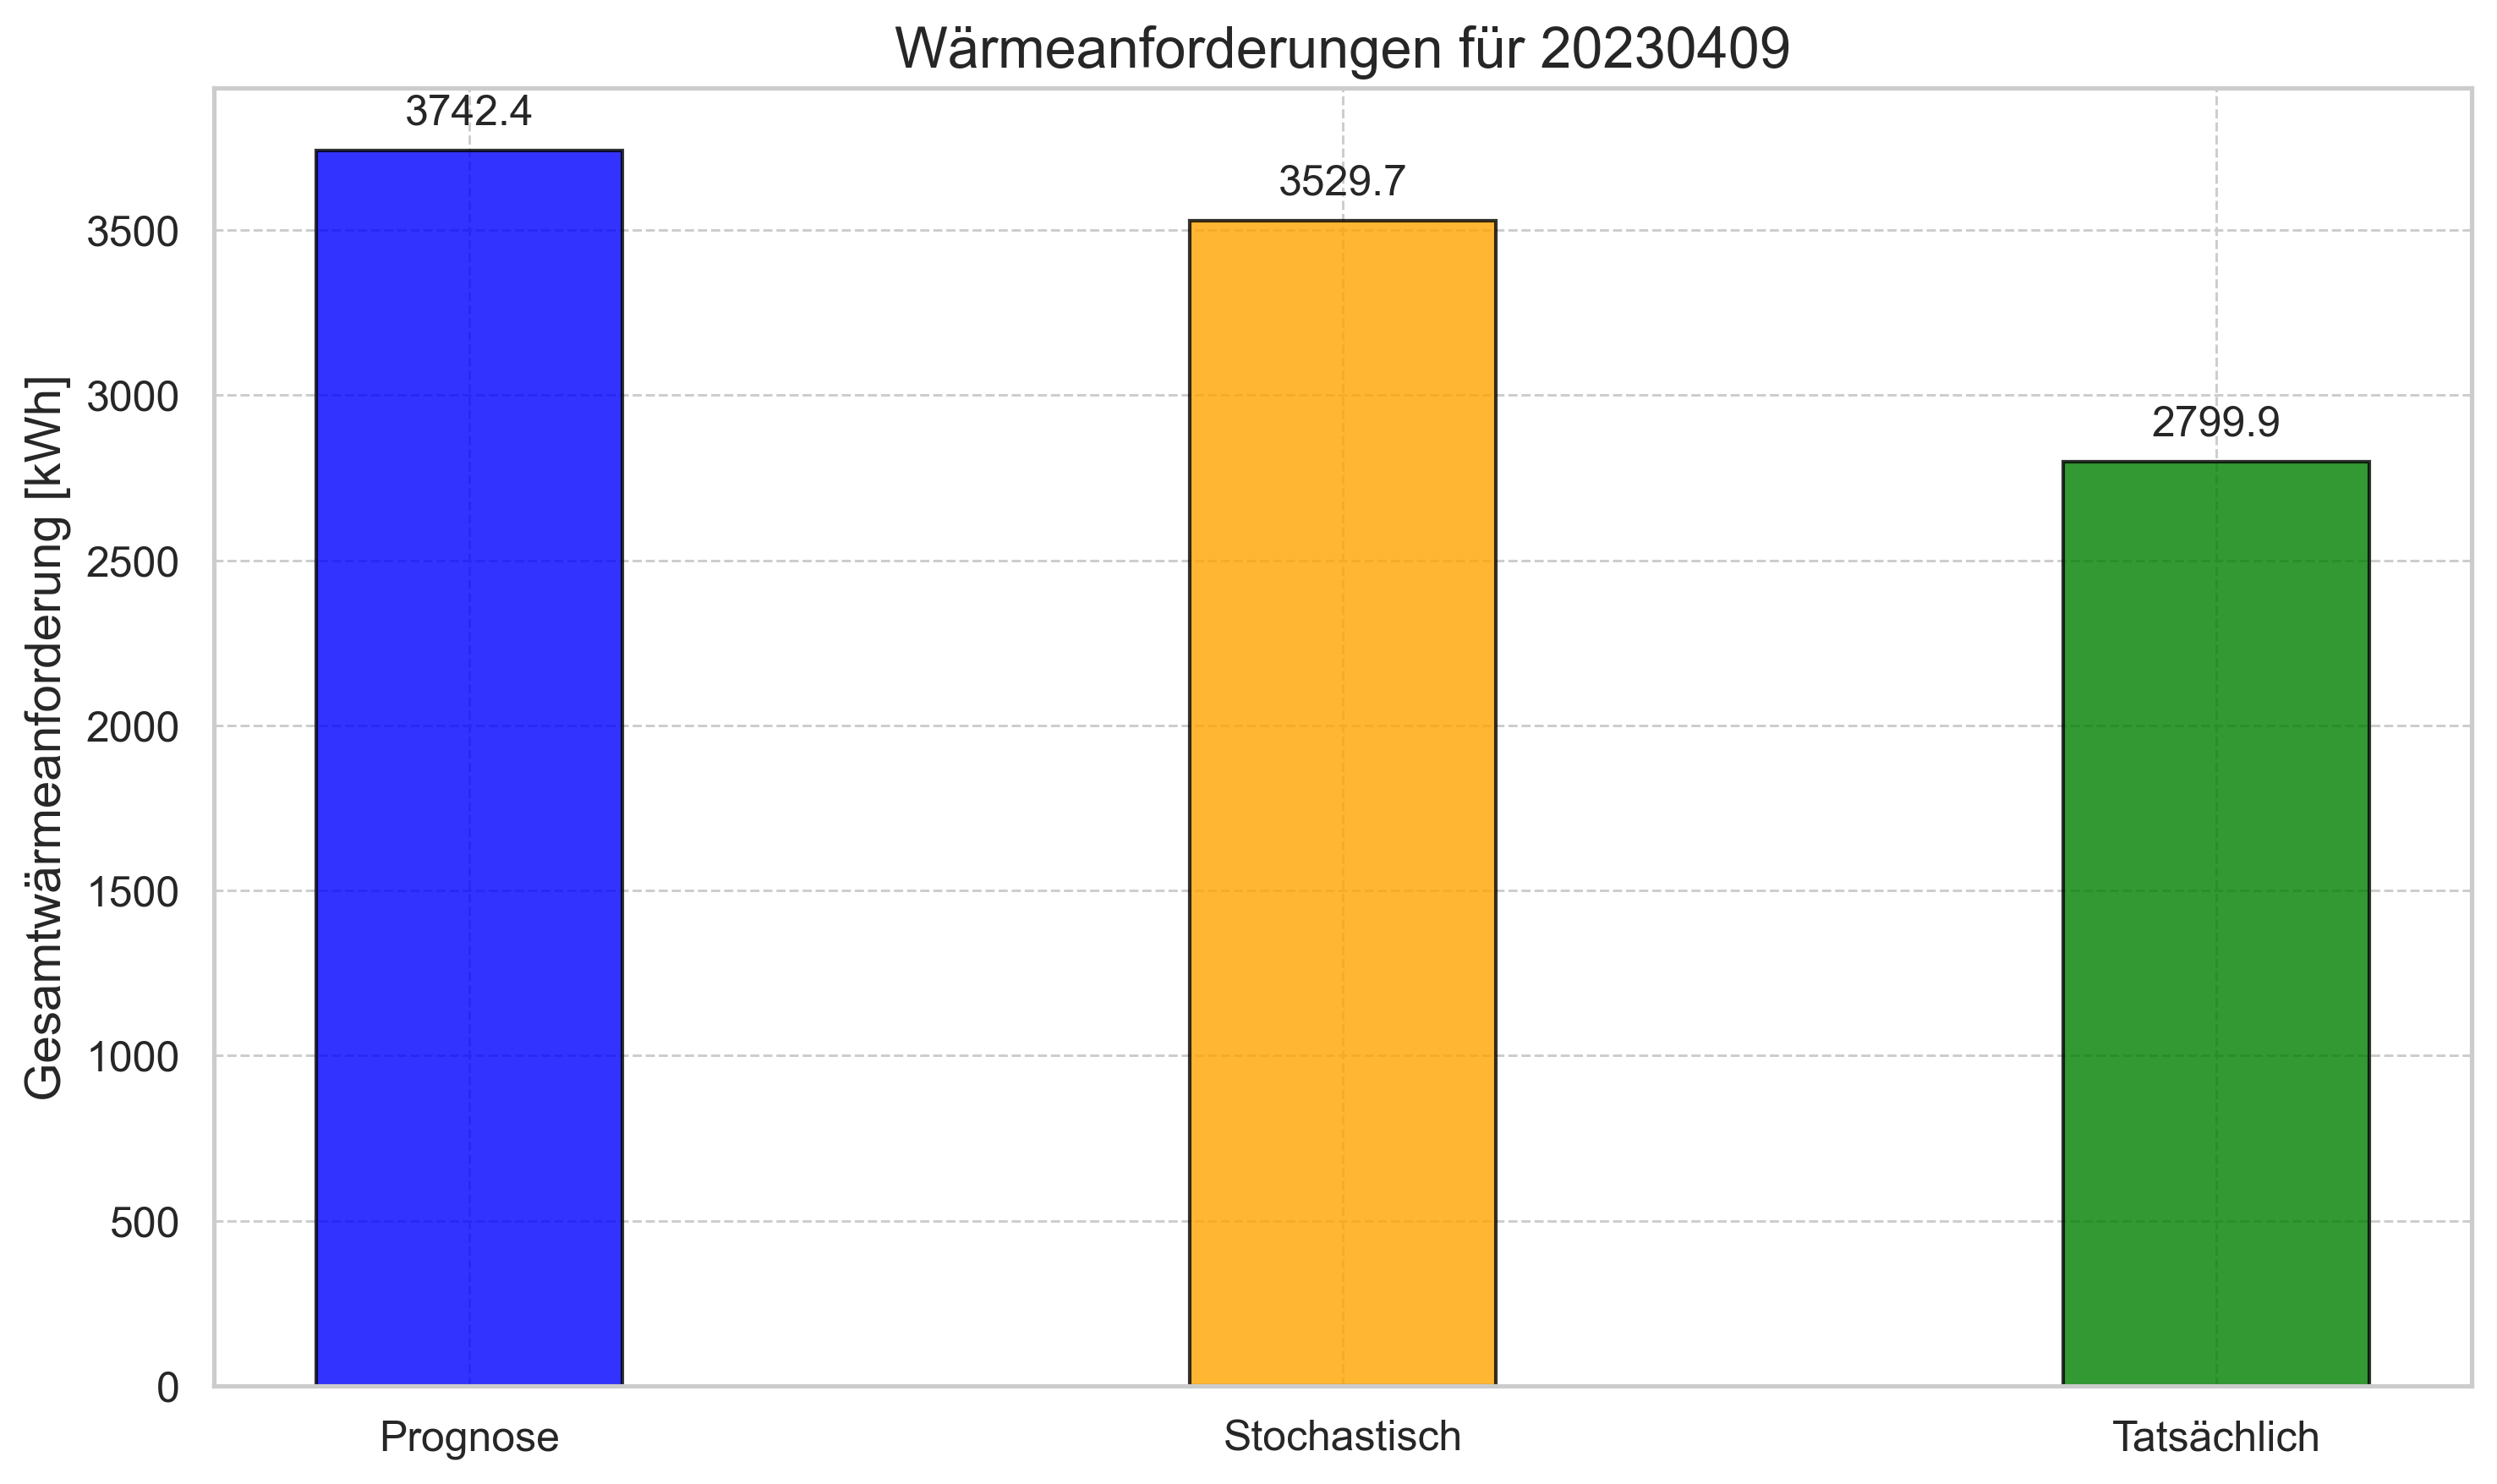 Wärmeanforderungen für 20230409
3742.4
3529.7
2799.9
Gesamtwärmeanforderung [kWh]
3500
3000
2500
2000
1500
1000
500
0
Prognose
Stochastisch
Tatsächlich